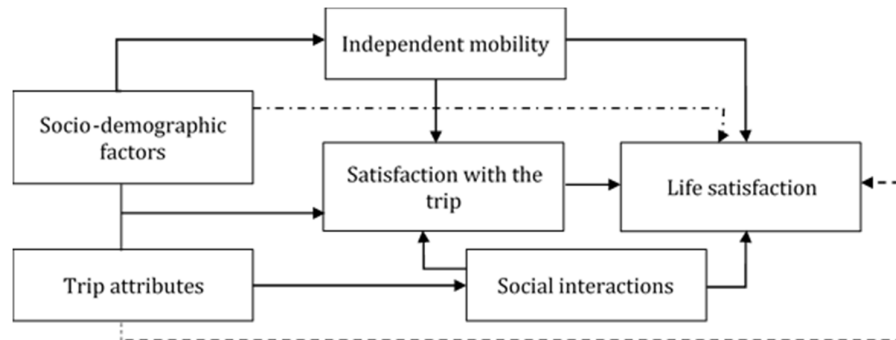 Independent mobility
Socio-demographic
factors
Satisfaction with the
trip
Life satisfaction
Trip attributes
Social interactions